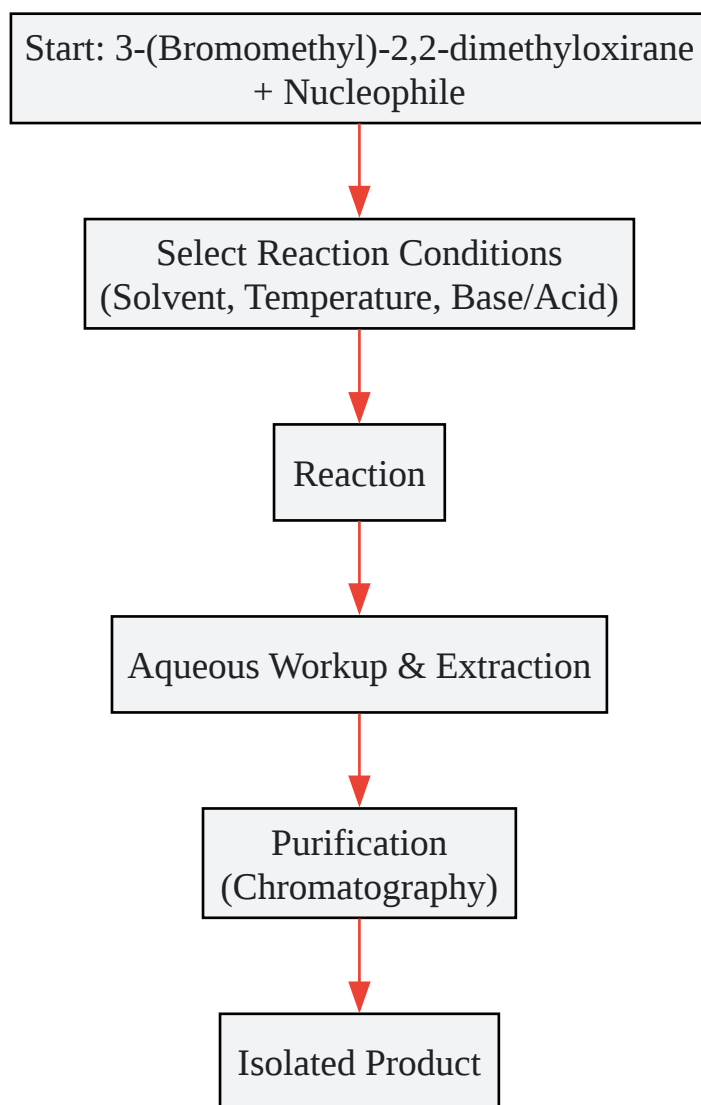 Start: 3-(Bromomethyl)-2,2-dimethyloxirane
+ Nucleophile
Select Reaction Conditions
(Solvent, Temperature, Base/Acid)
Reaction
Aqueous Workup & Extraction
Purification
(Chromatography)
Isolated Product